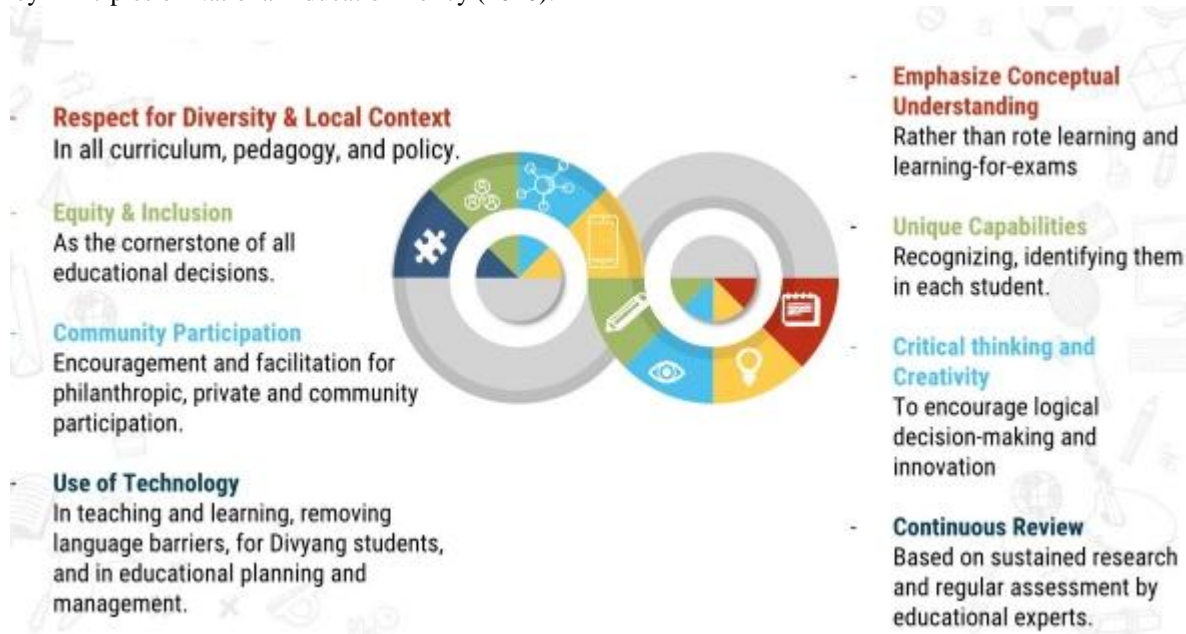 - Respect for Diversity & Local Context
In all curriculum, pedagogy, and policy.
- Equity & Inclusion
As the cornerstone of all
educational decisions.
- Community Participation
Encouragement and facilitation for
philanthropic, private and community
participation.
- Use of Technology
In teaching and learning, removing
language barriers, for Divyang students,
and in educational planning and
management.
- Emphasize Conceptual
Understanding
Rather than rote learning and
learning-for-exams
- Unique Capabilities
Recognizing, identifying them
in each student.
- Critical thinking and
Creativity
To encourage logical
decision-making and
innovation
- Continuous Review
Based on sustained research
and regular assessment by
educational experts.